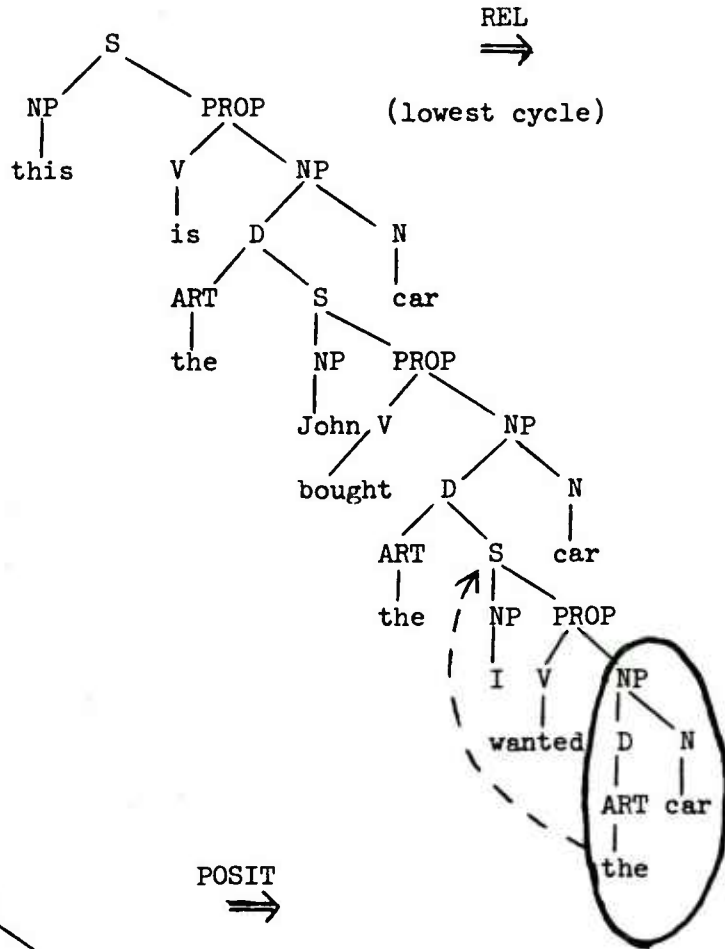 REL
S
⇒
NP PROP (lowest cycle)
this V NP
is D N
ART S car
the NP PROP
John V NP
bought D N
ART S car
the NP PROP
I V NP
wanted D N
ART car
the
POSIT
⇒